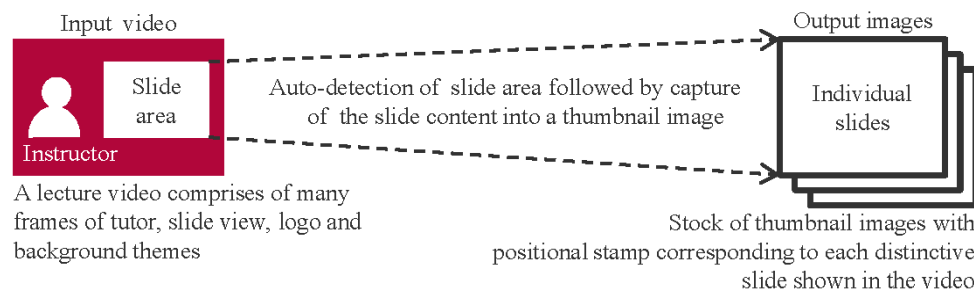 Input video
Output images
Slide
area
Instructor
Auto-detection of slide area followed by capture
of the slide content into a thumbnail image
Individual
slides
A lecture video comprises of many
frames of tutor, slide view, logo and
background themes
Stock of thumbnail images with
positional stamp corresponding to each distinctive
slide shown in the video